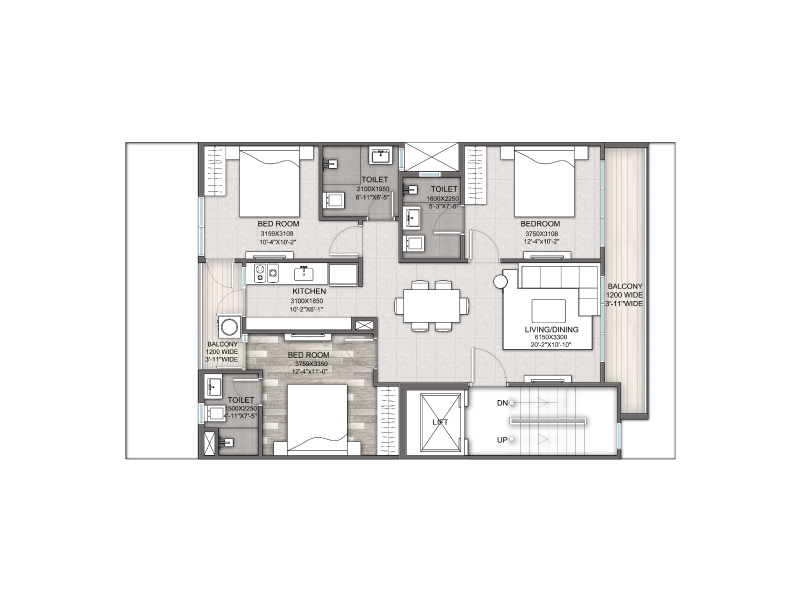 TOILET
2100X1950
6'-11"X6'-5"
TOILET
1600X2250
5'-3"X7'-5"
BED ROOM
3159X3108
10'-4"X10'-2"
BEDROOM
3750X3108
12'-4"x10'-2"
KITCHEN
3100X1850
10'-2"X6'-1"
BALCONY
1200 WIDE
3'-11"WIDE
LIVING/DINING
6150X3300
20'-2"X10'-10"
BALCONY
1200 WIDE
3'-11"WIDE
BED ROOM
3759X3350
12'-4"x11'-0"
TOILET
1500X2250
4'-11"X7'-5"
LIFT
DN
UP